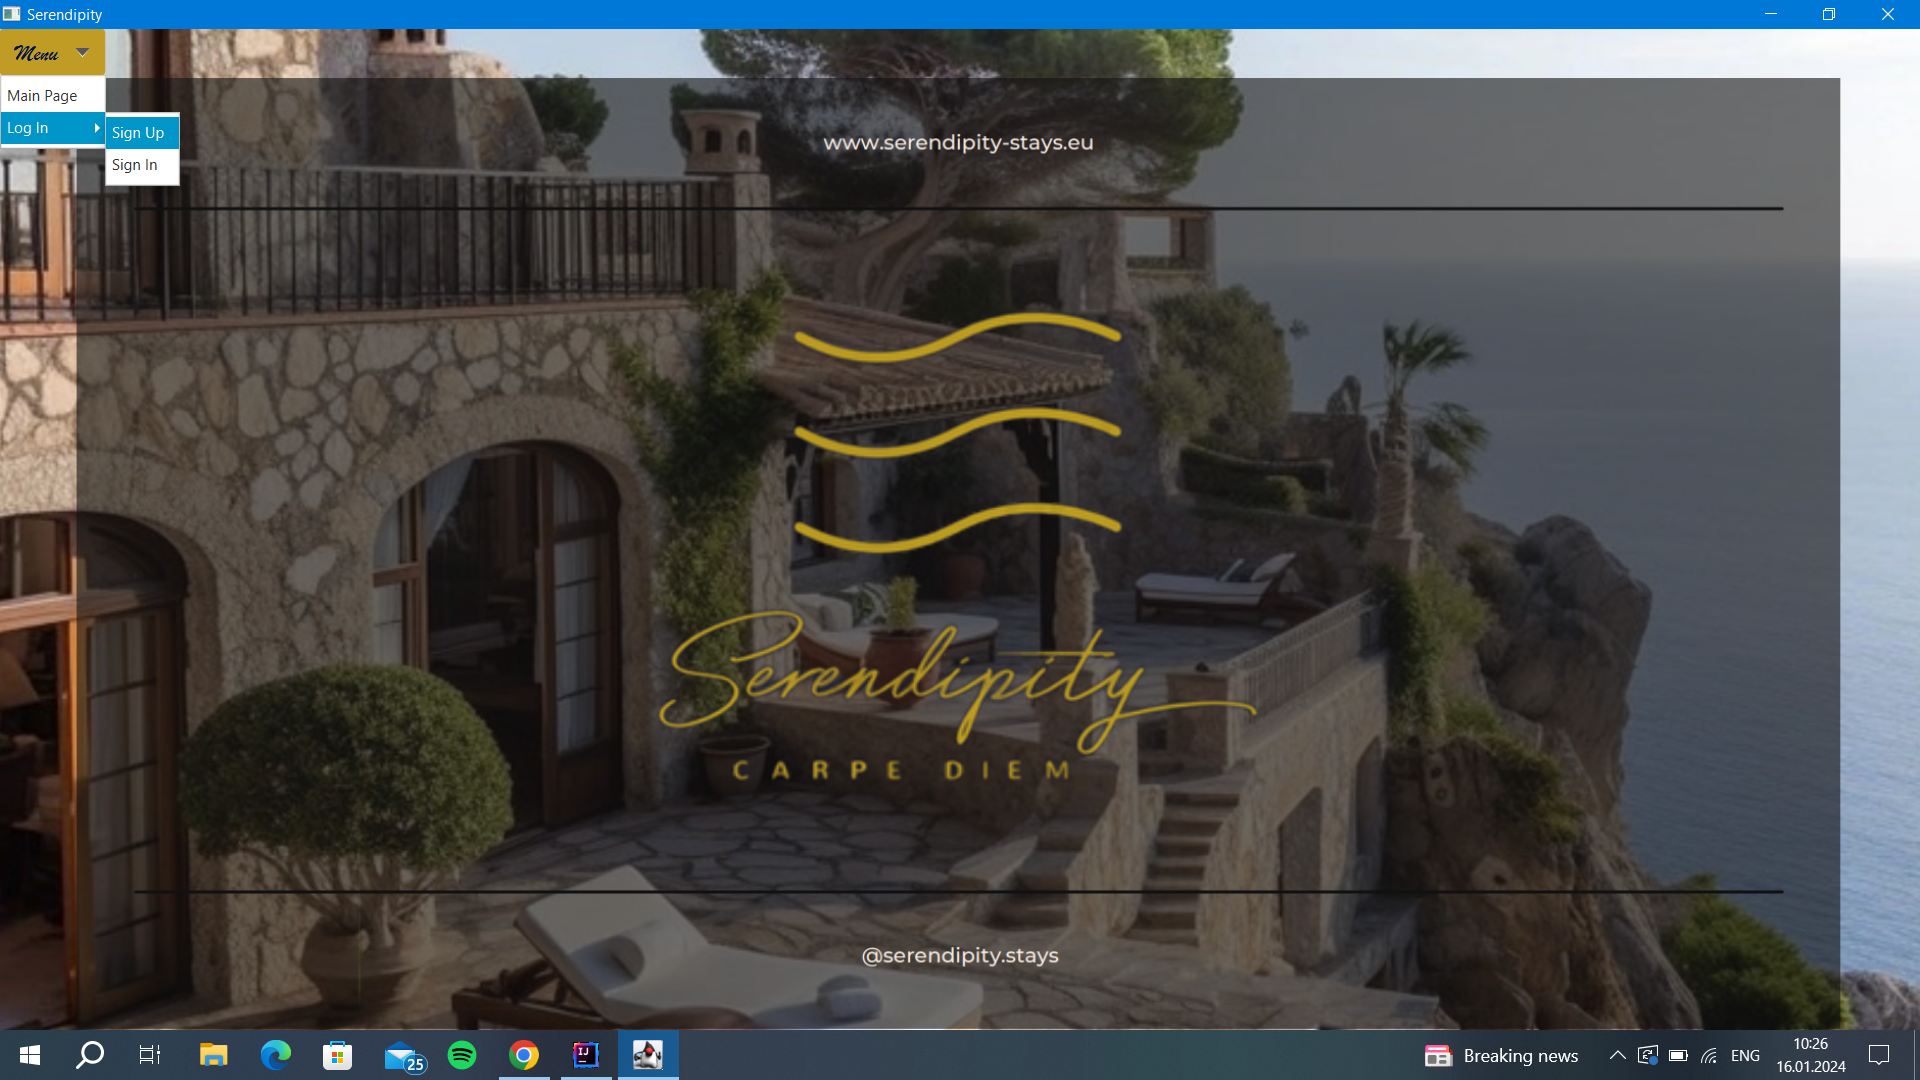 Serendipity
Menu
Main Page
Log In
Sign Up
Sign In
www.serendipity-stays.eu
Serendipity
CARPE DIEM
@serendipity.stays
25
IJ
Breaking news
ENG
10:26
16.01.2024